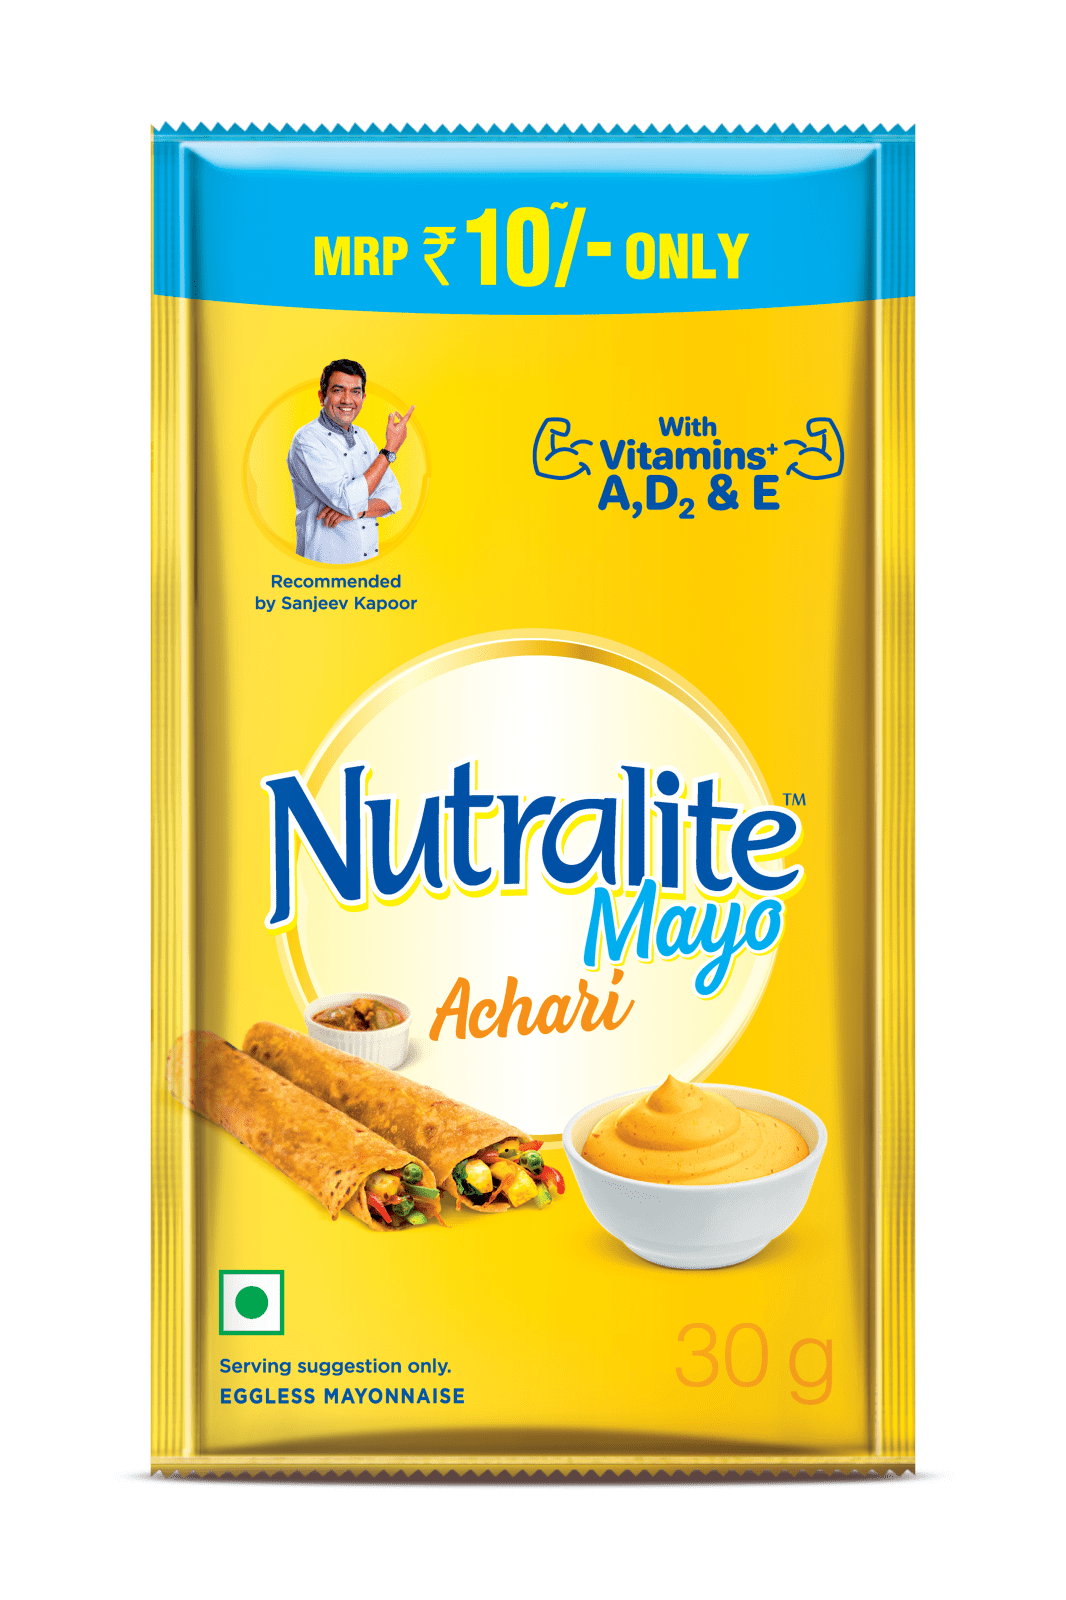 MRP ₹10~/- ONLY
With
Vitamins+
A,D₂ & E
Recommended
by Sanjeev Kapoor
Nutralite™
Mayo
Achari
30 g
Serving suggestion only.
EGGLESS MAYONNAISE